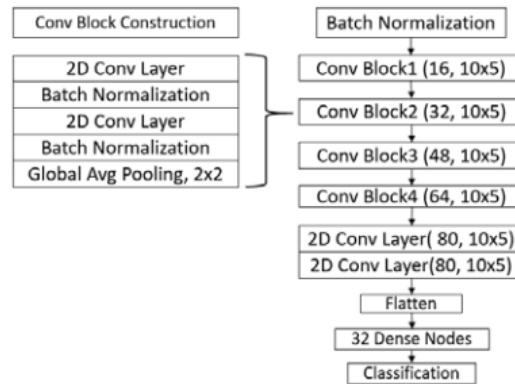 Conv Block Construction
2D Conv Layer
Batch Normalization
2D Conv Layer
Batch Normalization
Global Avg Pooling, 2x2
Batch Normalization
Conv Block1 (16, 10x5)
Conv Block2 (32, 10x5)
Conv Block3 (48, 10x5)
Conv Block4 (64, 10x5)
2D Conv Layer( 80, 10x5)
2D Conv Layer(80, 10x5)
Flatten
32 Dense Nodes
Classification